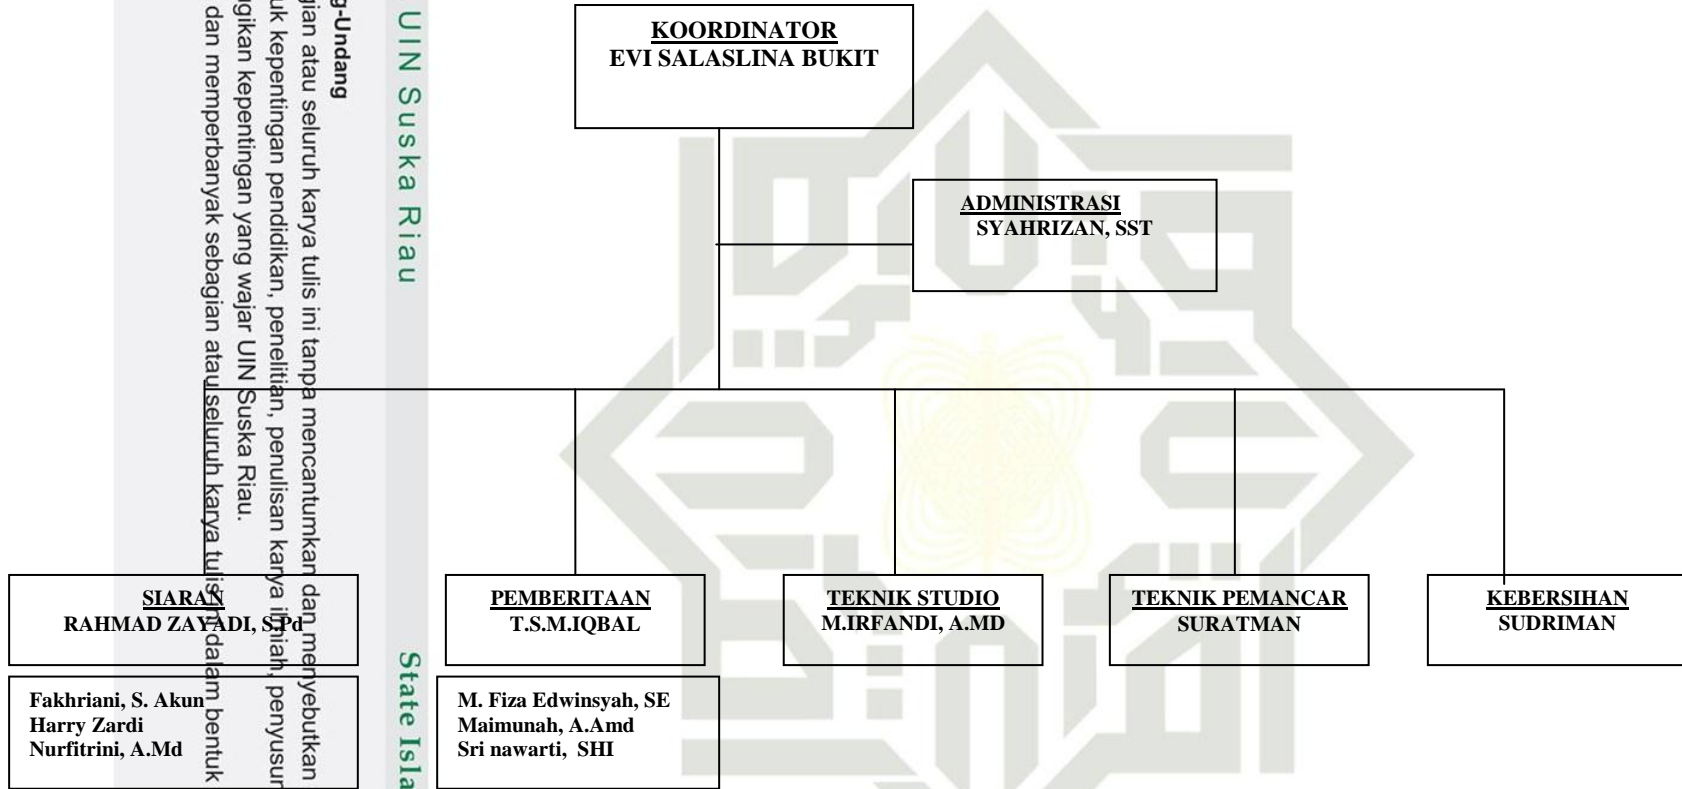 KOORDINATOR
EVI SALASLINA BUKIT
ADMINISTRASI
SYAHRIZAN, SST
SIARAN
RAHMAD ZAYADI, S.Pd
PEMBERITAAN
T.S.M.IQBAL
TEKNIK STUDIO
M.IRFANDI, A.MD
TEKNIK PEMANCAR
SURATMAN
KEBERSIHAN
SUDRIMAN
Fakhriani, S. Akun
Harry Zardi
Nurfitrini, A.Md
M. Fiza Edwinsyah, SE
Maimunah, A.Amd
Sri nawarti, SHI
UIN Suska Riau
State Isla
g-Undang
gian atau seluruh karya tulis ini tanpa mencantumkan dan menyebutkan
uk kepentingan pendidikan, penelitian, penulisan karya ilmiah, penyusun
gikan kepentingan yang wajar UIN Suska Riau.
dan memperbanyak sebagian atau seluruh karya tulis ini dalam bentuk